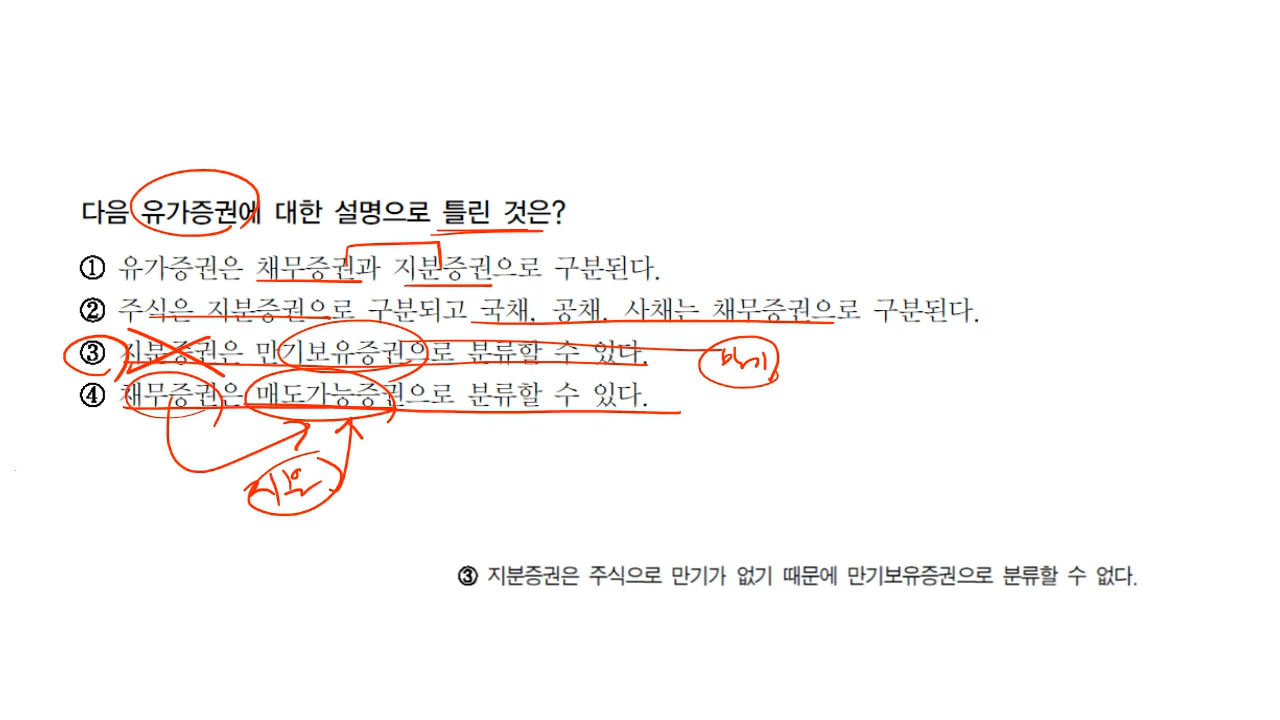 다음 유가증권에 대한 설명으로 틀린 것은?
① 유가증권은 채무증권과 지분증권으로 구분된다.
② 주식은 지분증권으로 구분되고 국채, 공채, 사채는 채무증권으로 구분된다.
③ 지분증권은 만기보유증권으로 분류할 수 있다.
만기
④ 채무증권은 매도가능증권으로 분류할 수 있다.
③ 지분증권은 주식으로 만기가 없기 때문에 만기보유증권으로 분류할 수 없다.